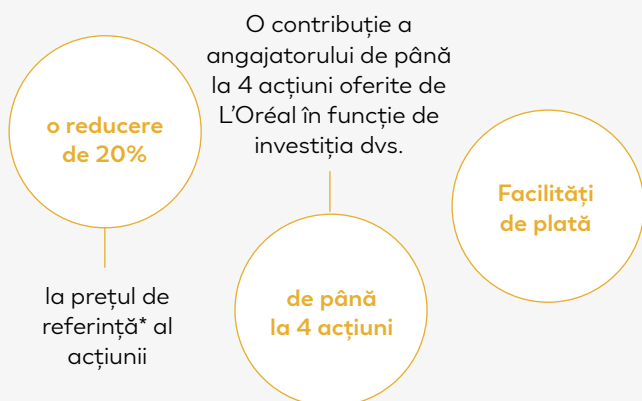 O contribuție a
angajatorului de până
la 4 acțiuni oferite de
L’Oréal în funcție de
investiția dvs.
o reducere
de 20%
la prețul de
referință* al
acțiunii
de până
la 4 acțiuni
Facilități
de plată